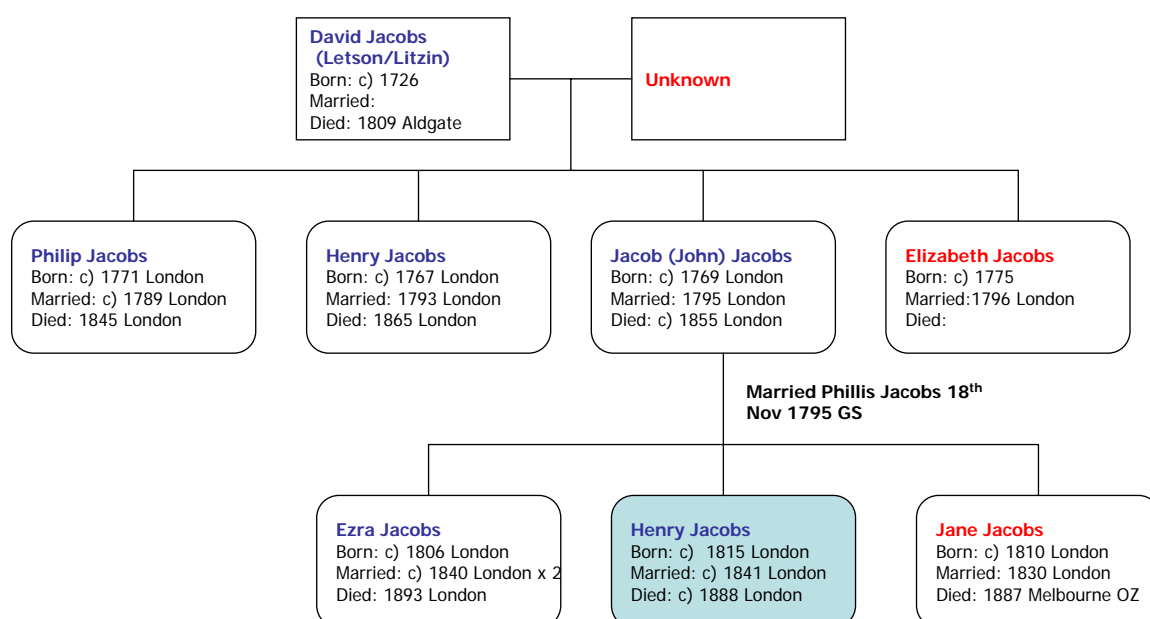 David Jacobs
(Letson/Litzin)
Born: c) 1726
Married:
Died: 1809 Aldgate
Unknown
Philip Jacobs
Born: c) 1771 London
Married: c) 1789 London
Died: 1845 London
Henry Jacobs
Born: c) 1767 London
Married: 1793 London
Died: 1865 London
Jacob (John) Jacobs
Born: c) 1769 London
Married: 1795 London
Died: c) 1855 London
Elizabeth Jacobs
Born: c) 1775
Married:1796 London
Died:
Married Phillis Jacobs 18th
Nov 1795 GS
Ezra Jacobs
Born: c) 1806 London
Married: c) 1840 London x 2
Died: 1893 London
Henry Jacobs
Born: c) 1815 London
Married: c) 1841 London
Died: c) 1888 London
Jane Jacobs
Born: c) 1810 London
Married: 1830 London
Died: 1887 Melbourne OZ